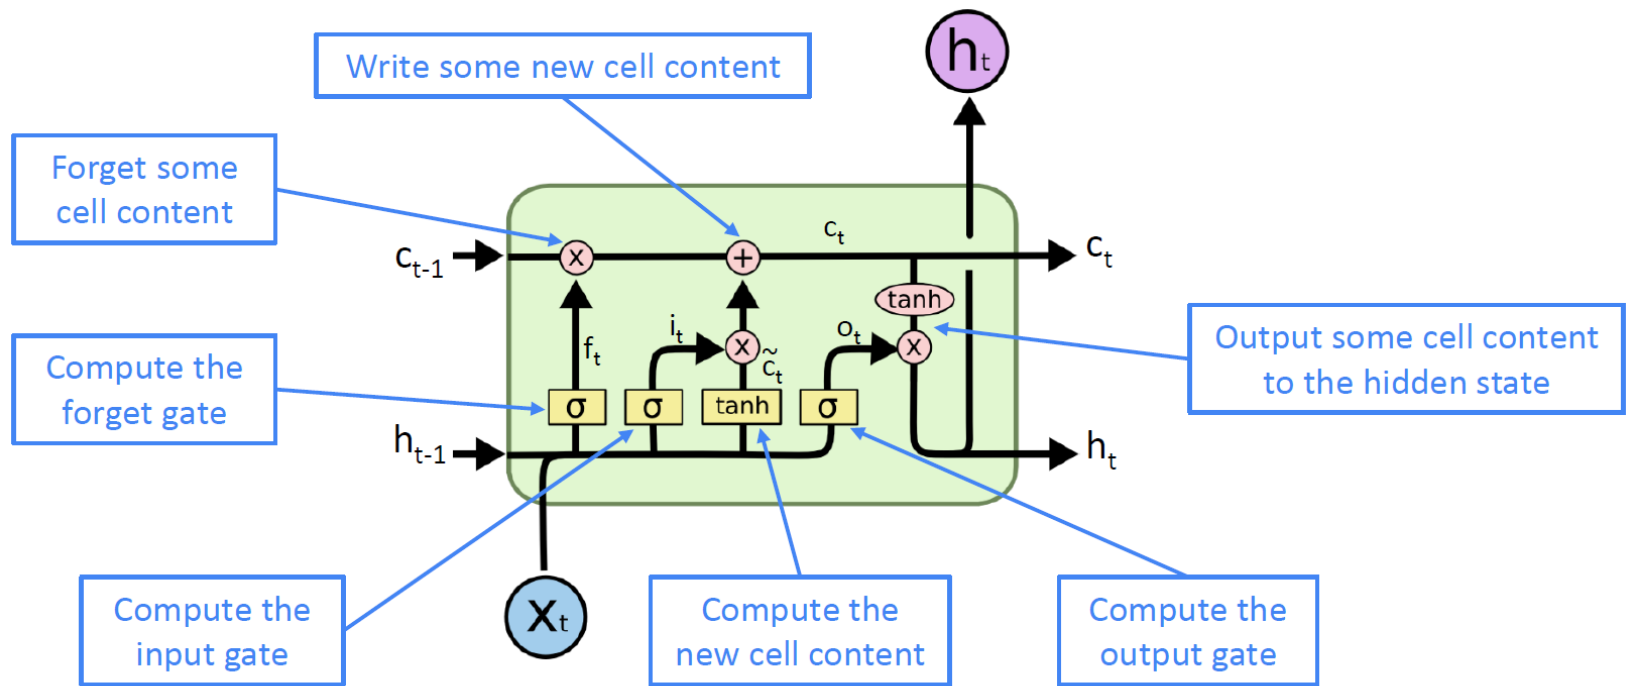 h_t
Write some new cell content
Forget some
cell content
c_t
c_{t-1}
x
+
c_t
tanh
i_t
o_t
Output some cell content
to the hidden state
f_t
x
x
c̃_t
Compute the
forget gate
σ
σ
tanh
σ
h_{t-1}
h_t
Compute the
input gate
x_t
Compute the
new cell content
Compute the
output gate